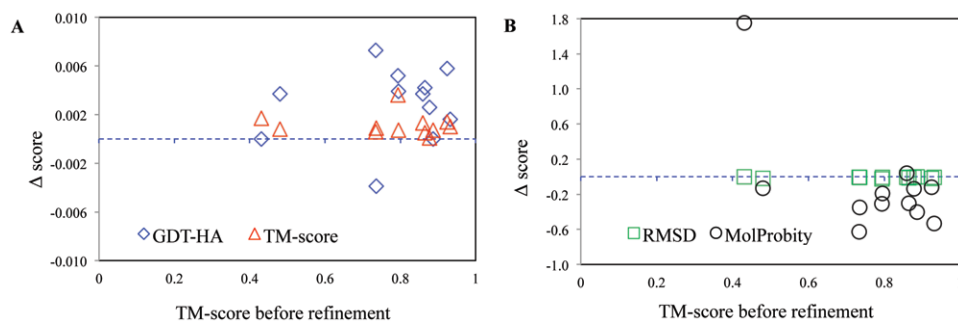 A
Δ score
0.010
0.006
0.002
-0.002
-0.006
-0.010
0
0.2
0.4
0.6
0.8
1
GDT-HA
TM-score
TM-score before refinement
B
Δ score
1.8
1.4
1.0
0.6
0.2
-0.2
-0.6
-1.0
0
0.2
0.4
0.6
0.8
RMSD
MolProbity
TM-score before refinement